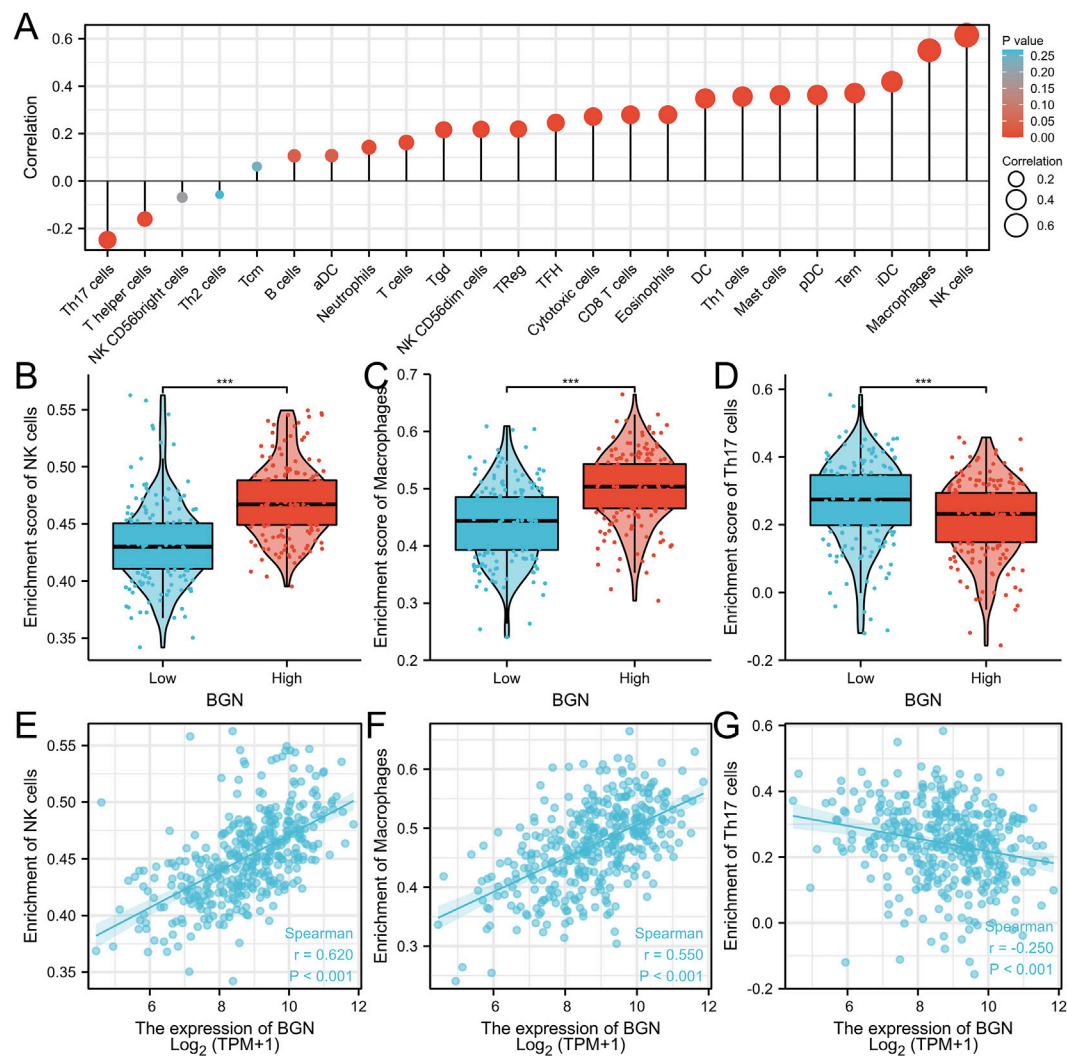 A
Correlation
0.6
0.4
0.2
0.0
-0.2
Th17 cells
T helper cells
NK CD56bright cells
Th2 cells
Tcm
B cells
aDC
Neutrophils
T cells
Tgd
NK CD56dim cells
TReg
TFH
Cytotoxic cells
CD8 T cells
Eosinophils
DC
Th1 cells
Mast cells
pDC
Tem
iDC
Macrophages
NK cells
P value
0.25
0.20
0.15
0.10
0.05
0.00
Correlation
0.2
0.4
0.6
B
Enrichment score of NK cells
0.55
0.50
0.45
0.40
0.35
***
Low High
BGN
C
Enrichment score of Macrophages
0.7
0.6
0.5
0.4
0.3
0.2
***
Low High
BGN
D
Enrichment score of Th17 cells
0.6
0.4
0.2
0.0
-0.2
***
Low High
BGN
E
Enrichment of NK cells
0.55
0.50
0.45
0.40
0.35
Spearman
r = 0.620
P < 0.001
6 8 10 12
The expression of BGN
Log2 (TPM+1)
F
Enrichment of Macrophages
0.6
0.5
0.4
0.3
Spearman
r = 0.550
P < 0.001
6 8 10 12
The expression of BGN
Log2 (TPM+1)
G
Enrichment of Th17 cells
0.6
0.4
0.2
0.0
-0.2
Spearman
r = -0.250
P < 0.001
6 8 10 12
The expression of BGN
Log2 (TPM+1)